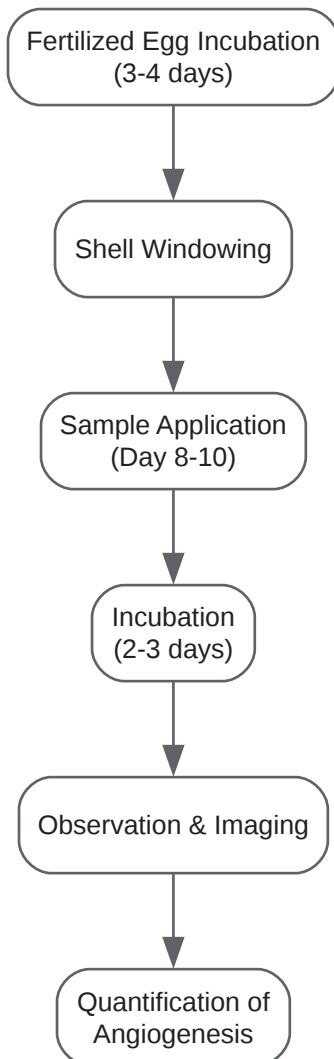 Fertilized Egg Incubation
(3-4 days)
Shell Windowing
Sample Application
(Day 8-10)
Incubation
(2-3 days)
Observation & Imaging
Quantification of
Angiogenesis